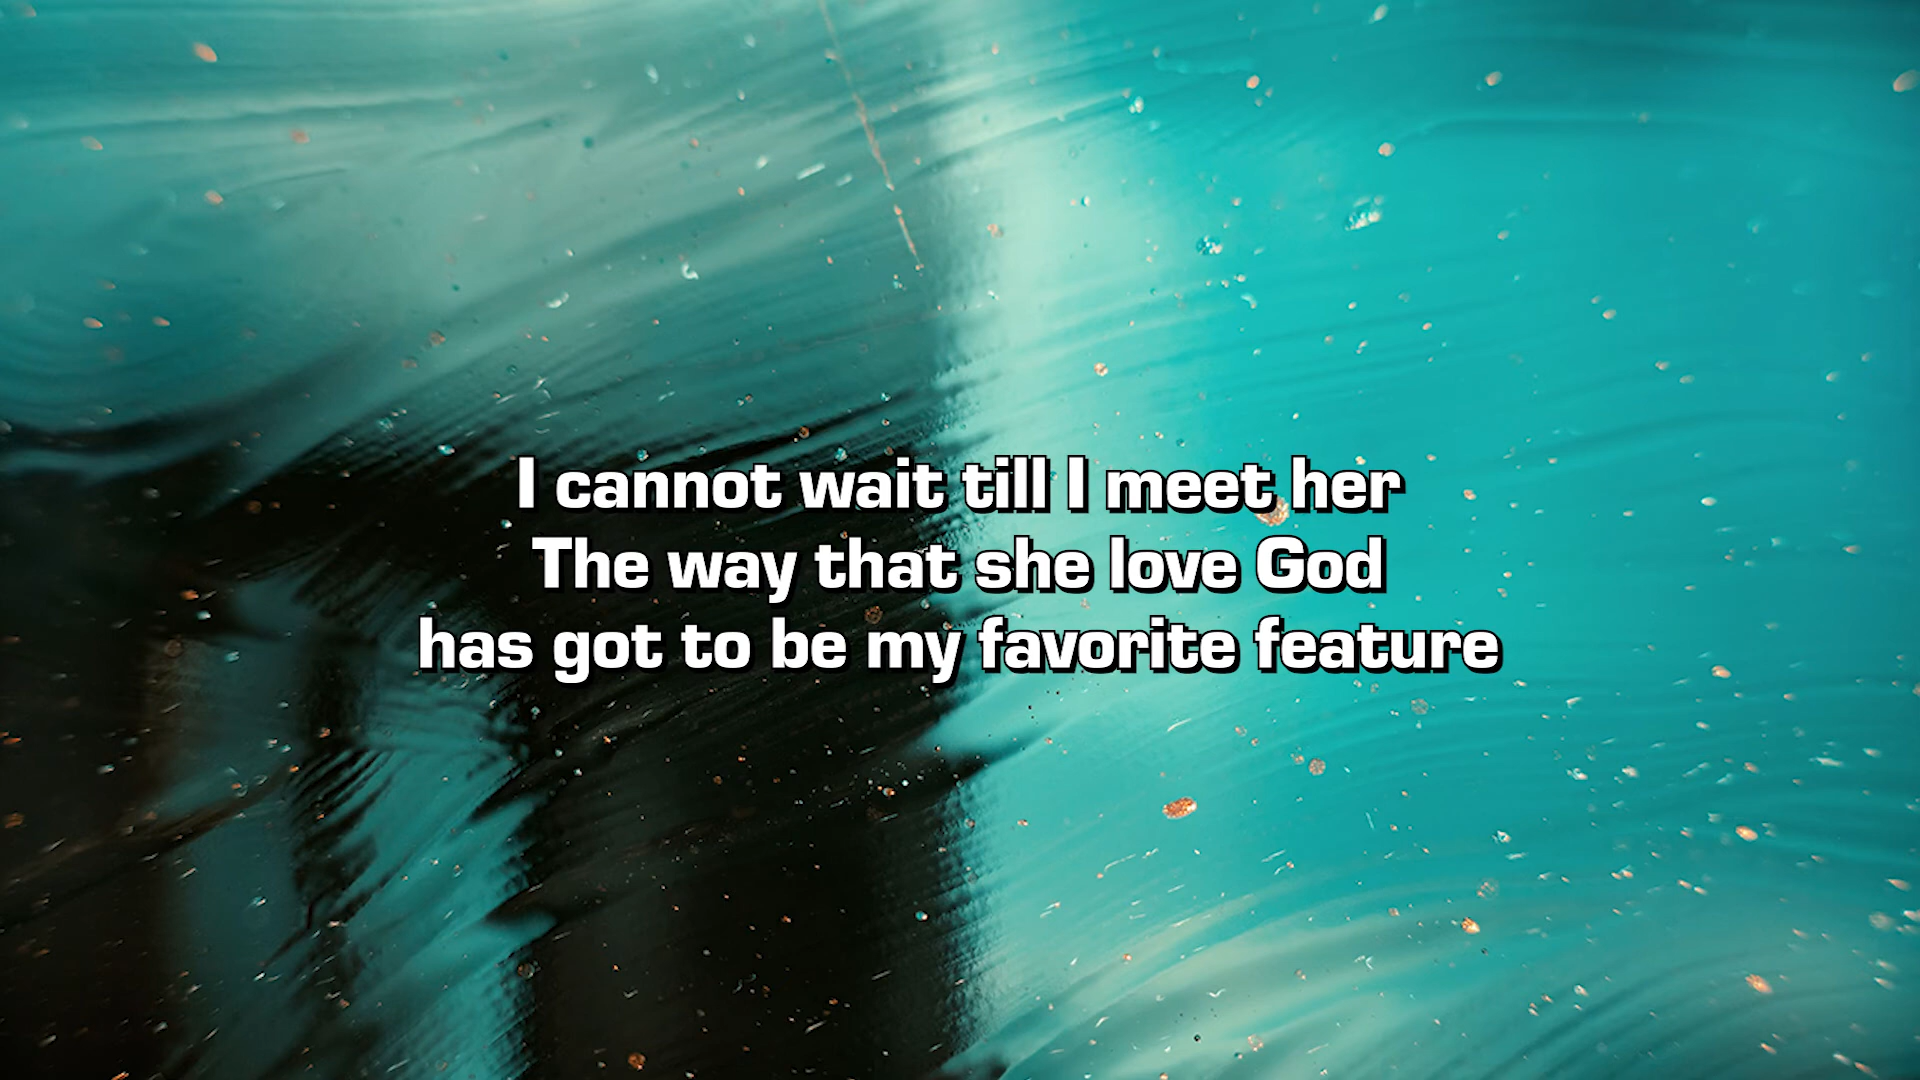 I cannot wait till I meet her
The way that she love God
has got to be my favorite feature